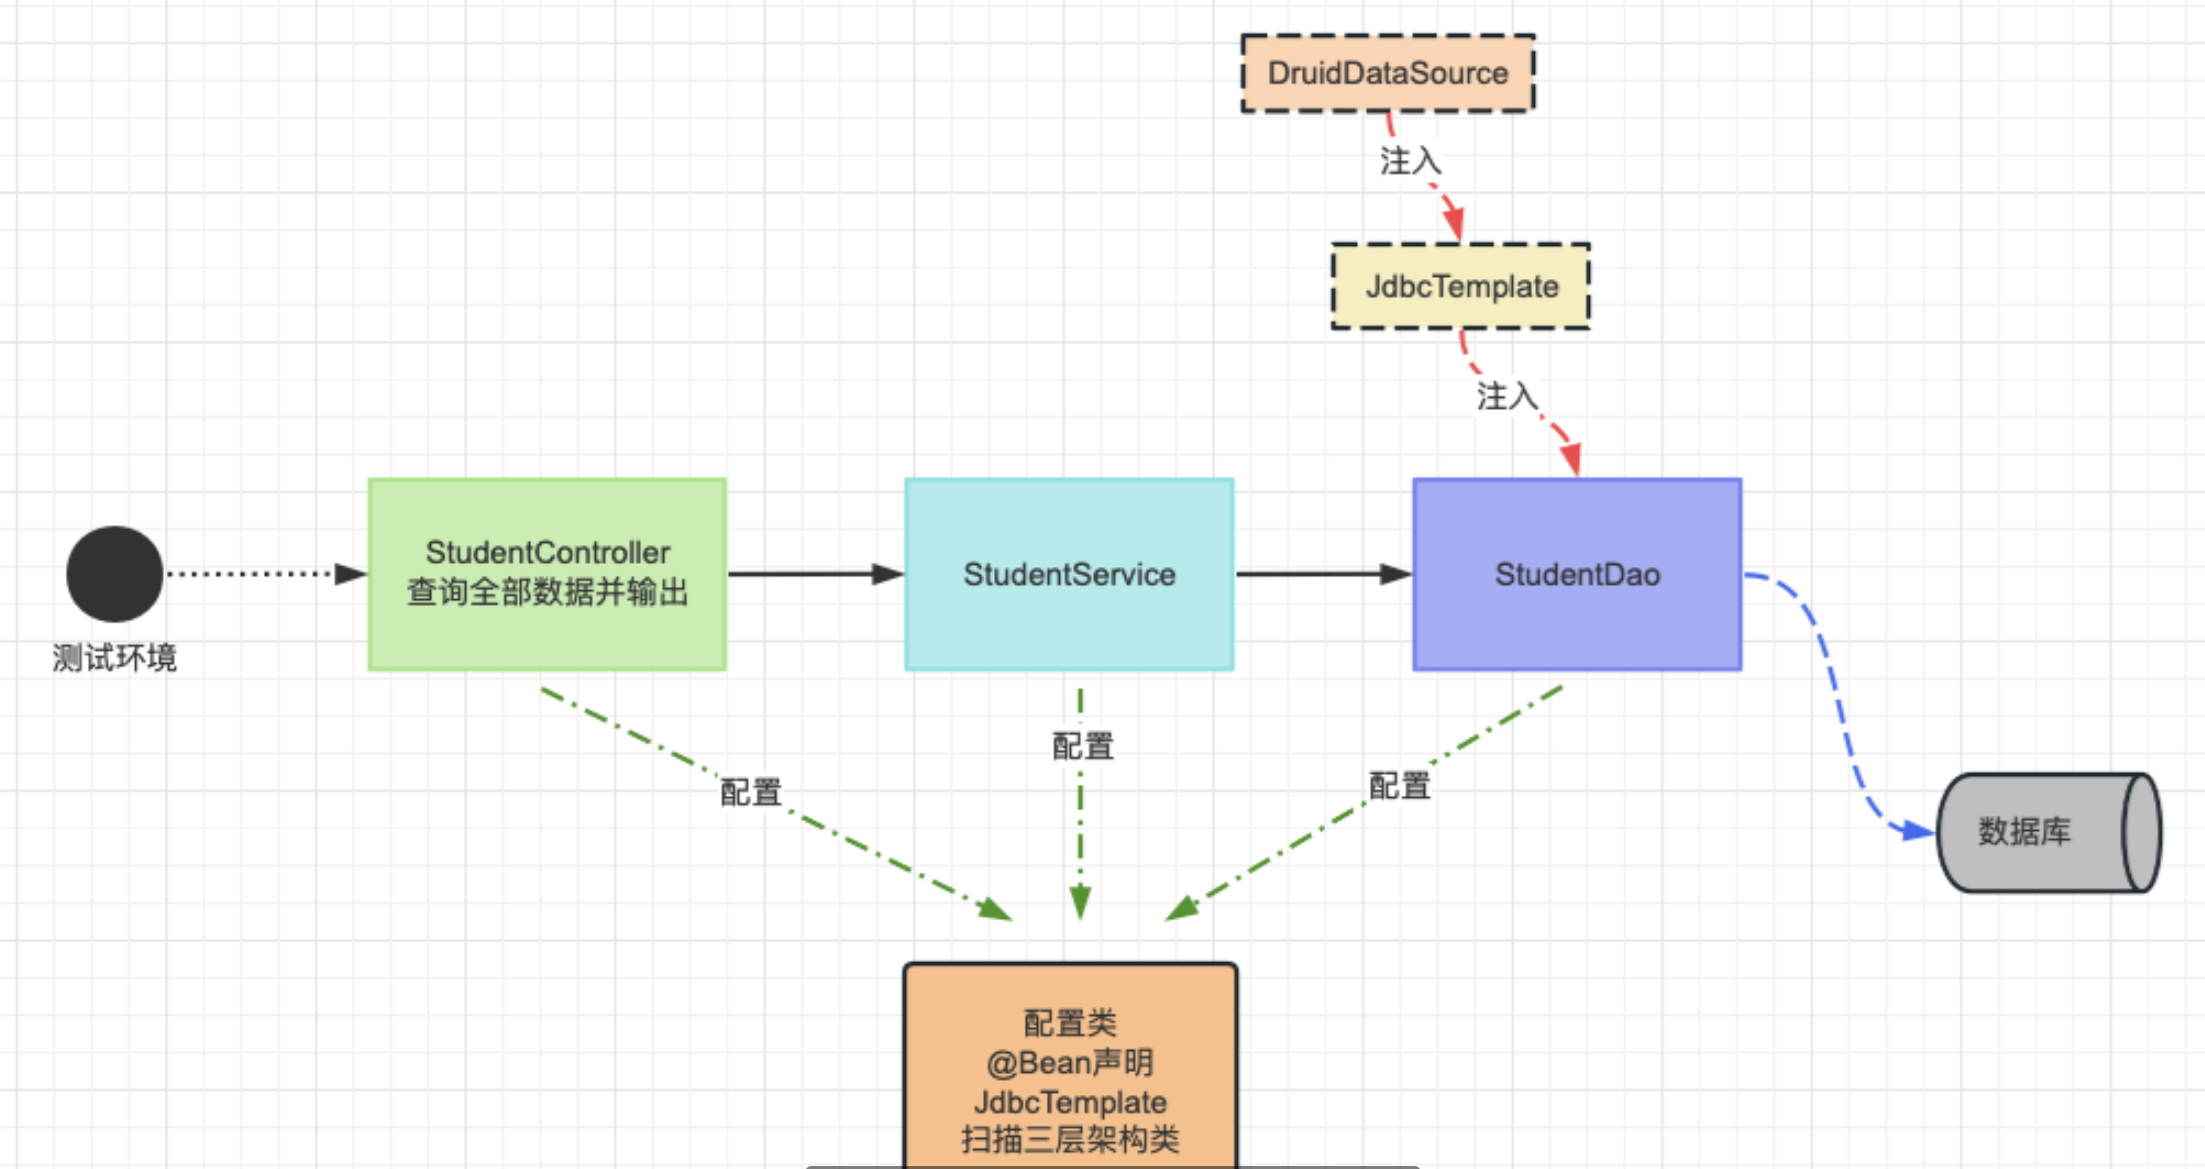 DruidDataSource
注入
JdbcTemplate
注入
StudentController
查询全部数据并输出
StudentService
StudentDao
测试环境
配置
配置
配置
数据库
配置类
@Bean声明
JdbcTemplate
扫描三层架构类